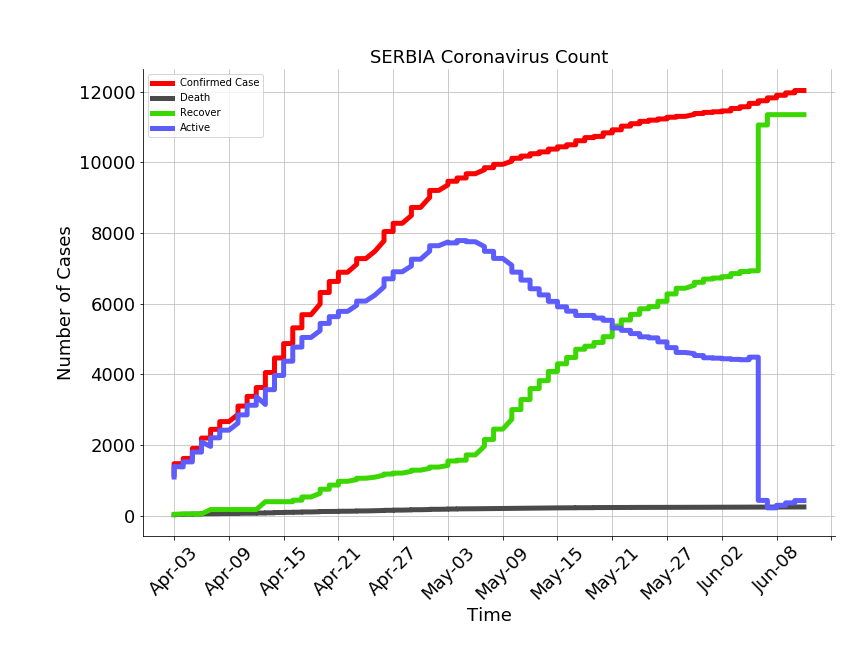 SERBIA Coronavirus Count
Confirmed Case
Death
Recover
Active
Number of Cases
12000
10000
8000
6000
4000
2000
0
Apr-03
Apr-09
Apr-15
Apr-21
Apr-27
May-03
May-09
May-15
May-21
May-27
Jun-02
Jun-08
Time